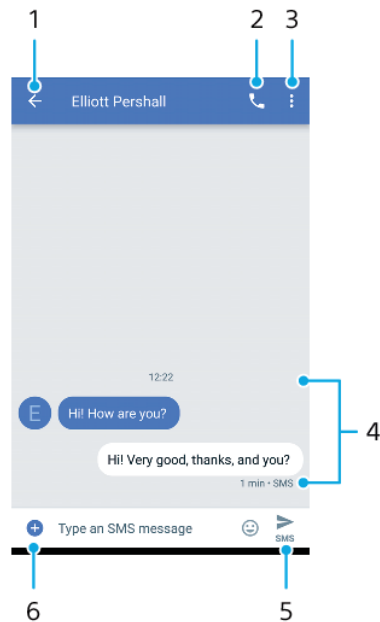 1 2 3
Elliott Pershall
12:22
E Hi! How are you?
Hi! Very good, thanks, and you?
1 min • SMS
4
Type an SMS message
SMS
6 5